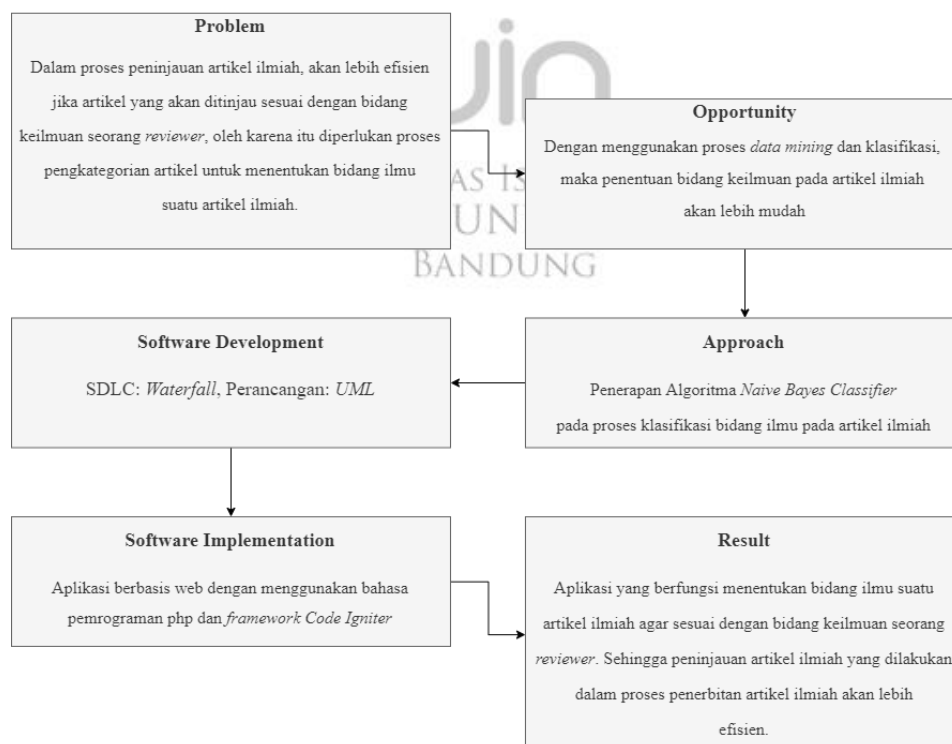 Problem
Dalam proses peninjauan artikel ilmiah, akan lebih efisien
jika artikel yang akan ditinjau sesuai dengan bidang
keilmuan seorang reviewer, oleh karena itu diperlukan proses
pengkategorian artikel untuk menentukan bidang ilmu
suatu artikel ilmiah.
uin
BANDUNG
Opportunity
Dengan menggunakan proses data mining dan klasifikasi,
maka penentuan bidang keilmuan pada artikel ilmiah
akan lebih mudah
Approach
Penerapan Algoritma Naive Bayes Classifier
pada proses klasifikasi bidang ilmu pada artikel ilmiah
Software Development
SDLC: Waterfall, Perancangan: UML
Software Implementation
Aplikasi berbasis web dengan menggunakan bahasa
pemrograman php dan framework Code Igniter
Result
Aplikasi yang berfungsi menentukan bidang ilmu suatu
artikel ilmiah agar sesuai dengan bidang keilmuan seorang
reviewer. Sehingga peninjauan artikel ilmiah yang dilakukan
dalam proses penerbitan artikel ilmiah akan lebih
efisien.